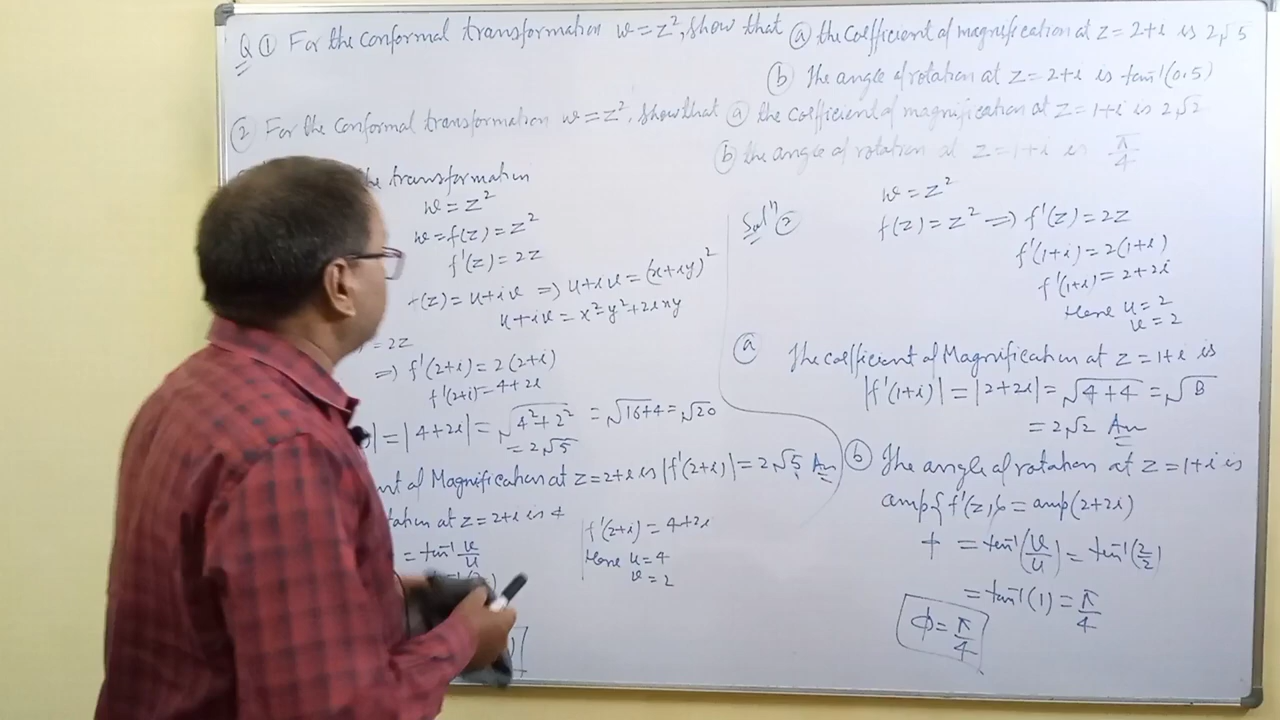 Q ① For the Conformal transformation w=z², show that ⓐ the Coefficient of magnification at z=2+i is 2√5
ⓑ The angle of rotation at z=2+i is tan⁻¹(0.5)
② For the Conformal transformation w=z², Show that ⓐ the coefficient of magnification at z=1+i is 2√2
ⓑ the angle of rotation at z=1+i is π/4
the transformation
w=z²
w=f(z)=z²
f'(z)=2z
f(z)=u+iv ⇒ u+iv=(x+iy)²
u+iv=x²-y²+2ixy
=2z
⇒ f'(2+i)=2(2+i)
f'(2+i)=4+2i
|=|4+2i|=√4²+2² =√16+4=√20
=2√5
of Magnification at z=2+i is |f'(2+i)|=2√5 Ans
at z=2+i is
=tan⁻¹ v/u
f'(2+i)=4+2i
Here u=4
v=2
Solⁿ ②
w=z²
f(z)=z² ⇒ f'(z)=2z
f'(1+i)=2(1+i)
f'(1+i)=2+2i
Here u=2
v=2
ⓐ The coefficient of Magnification at z=1+i is
|f'(1+i)|=|2+2i|=√4+4=√8
=2√2 Ans
ⓑ The angle of rotation at z=1+i is
amp{f'(z)}=amp(2+2i)
=tan⁻¹(v/u)=tan⁻¹(2/2)
=tan⁻¹(1)=π/4
ϕ=π/4